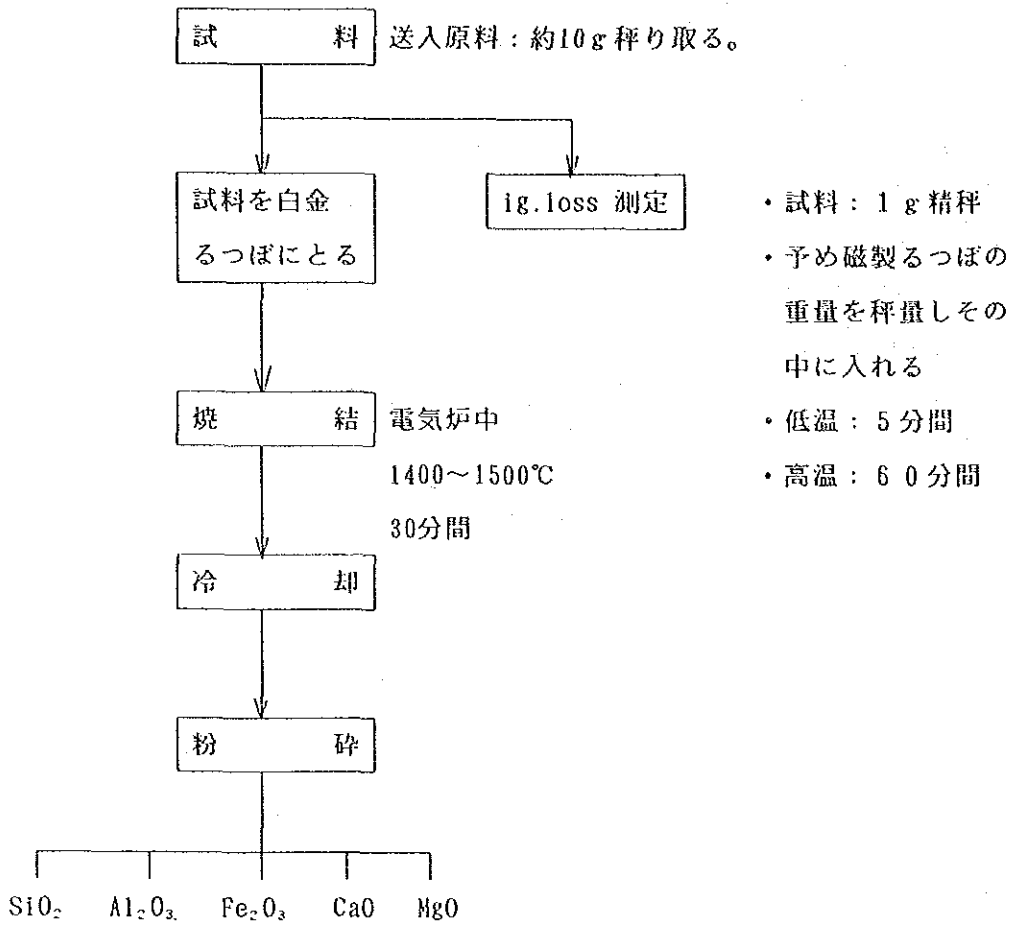 試　　料 送入原料：約10g秤り取る。
試料を白金
るつぼにとる
ig.loss 測定
・試料：1g精秤
・予め磁製るつぼの
重量を秤量しその
中に入れる
・低温：5分間
・高温：60分間
焼　　結 電気炉中
1400～1500℃
30分間
冷　　却
粉　　砕
SiO₂ Al₂O₃ Fe₂O₃ CaO MgO